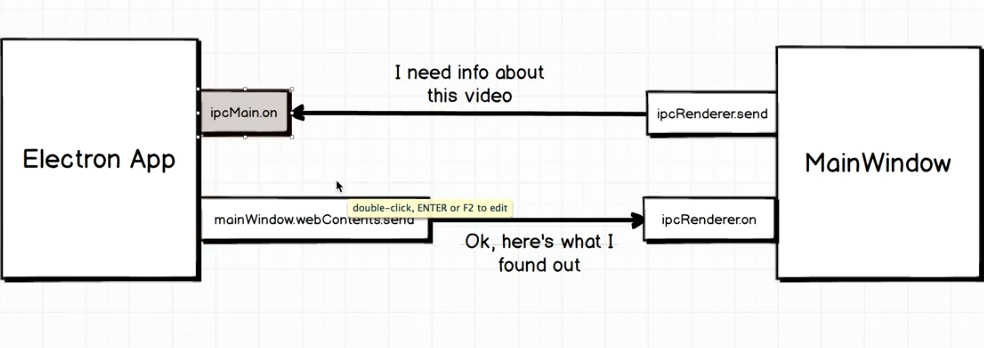 I need info about
this video
ipcMain.on
ipcRenderer.send
Electron App
MainWindow
double-click, ENTER or F2 to edit
mainWindow.webContents.send
ipcRenderer.on
Ok, here's what I
found out